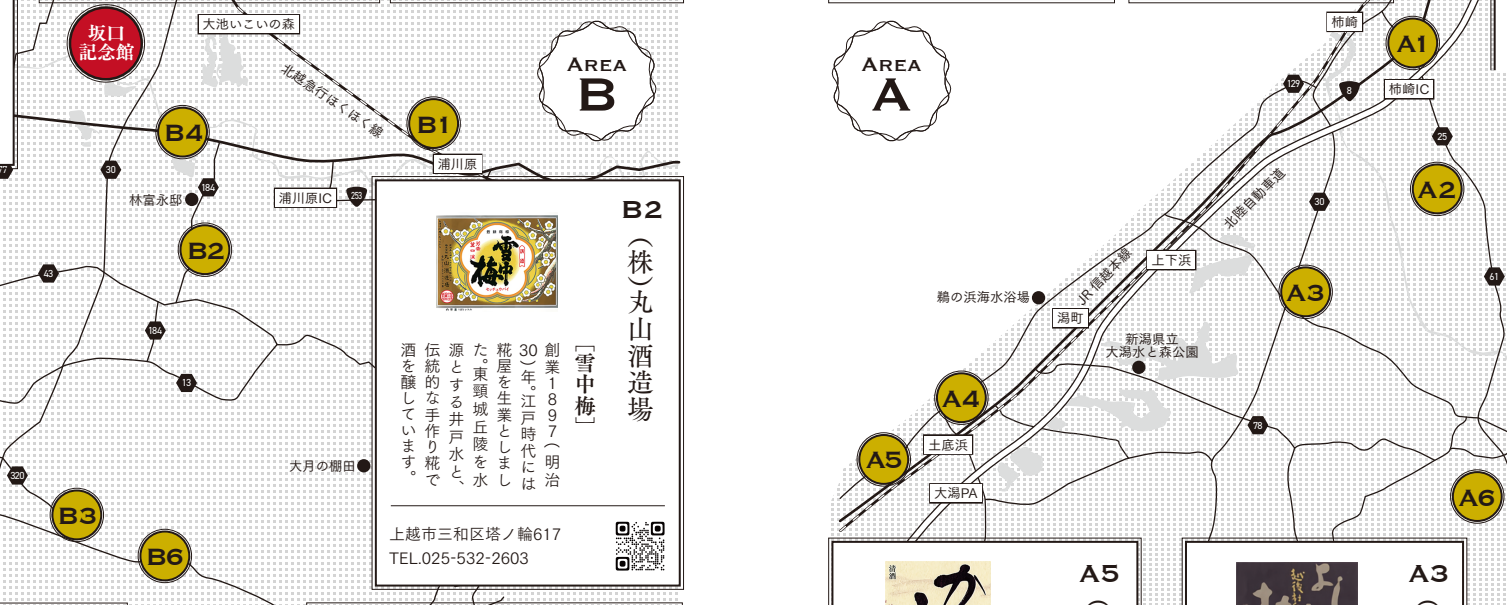 坂口
記念館
大池いこいの森
北越急行ほくほく線
AREA
B
B4
B1
浦川原
77
30
184
林富永邸
浦川原IC
253
B2
43
184
13
大月の棚田
320
B3
B6
B2
(株)丸山酒造場
［雪中梅］
創業1897(明治
30)年。江戸時代には
糀屋を生業としまし
た。東頸城丘陵を水
源とする井戸水と、
伝統的な手作り糀で
酒を醸しています。
雪中梅
上越市三和区塔ノ輪617
TEL.025-532-2603
AREA
A
柿崎
A1
129
8
柿崎IC
25
A2
北陸自動車道
30
上下浜
JR信越本線
61
鵜の浜海水浴場
A3
潟町
新潟県立
大潟水と森公園
A4
78
土底浜
A5
大潟PA
A6
清酒
A5
A3